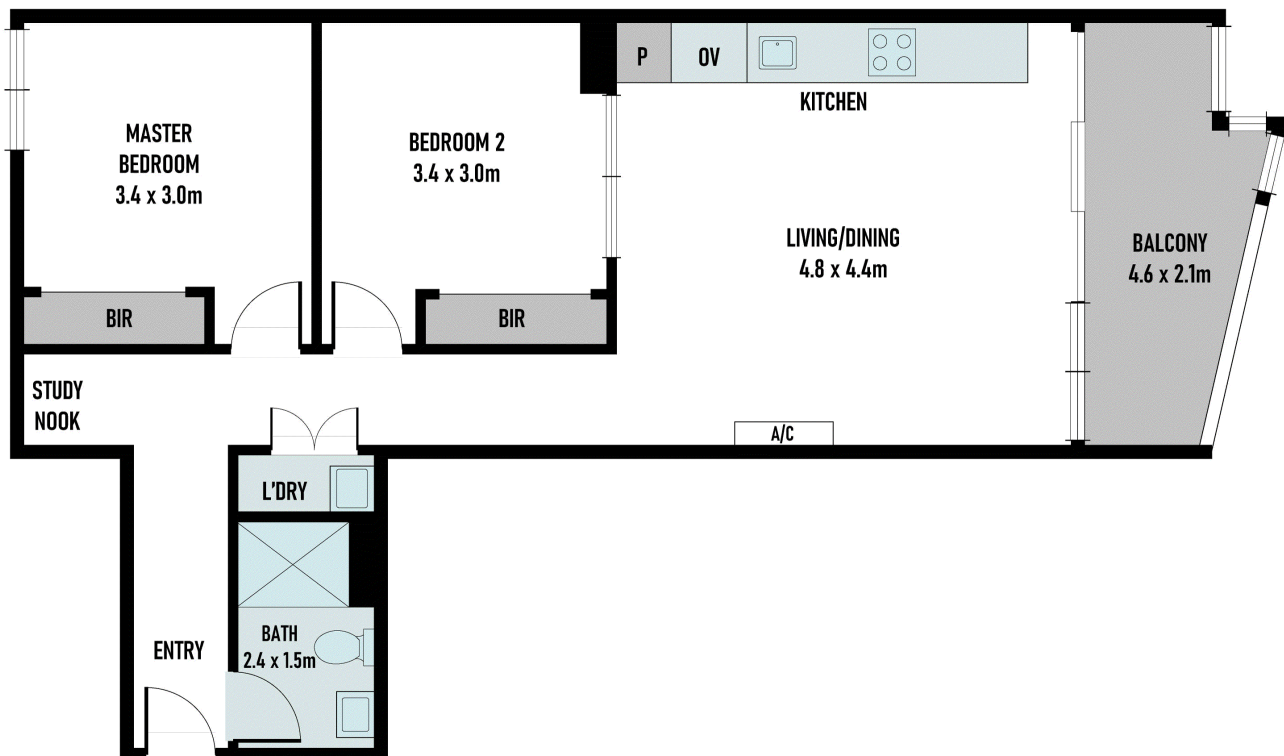 MASTER
BEDROOM
3.4 x 3.0m
BEDROOM 2
3.4 x 3.0m
P
OV
KITCHEN
LIVING/DINING
4.8 x 4.4m
BALCONY
4.6 x 2.1m
BIR
BIR
STUDY
NOOK
A/C
L'DRY
BATH
2.4 x 1.5m
ENTRY